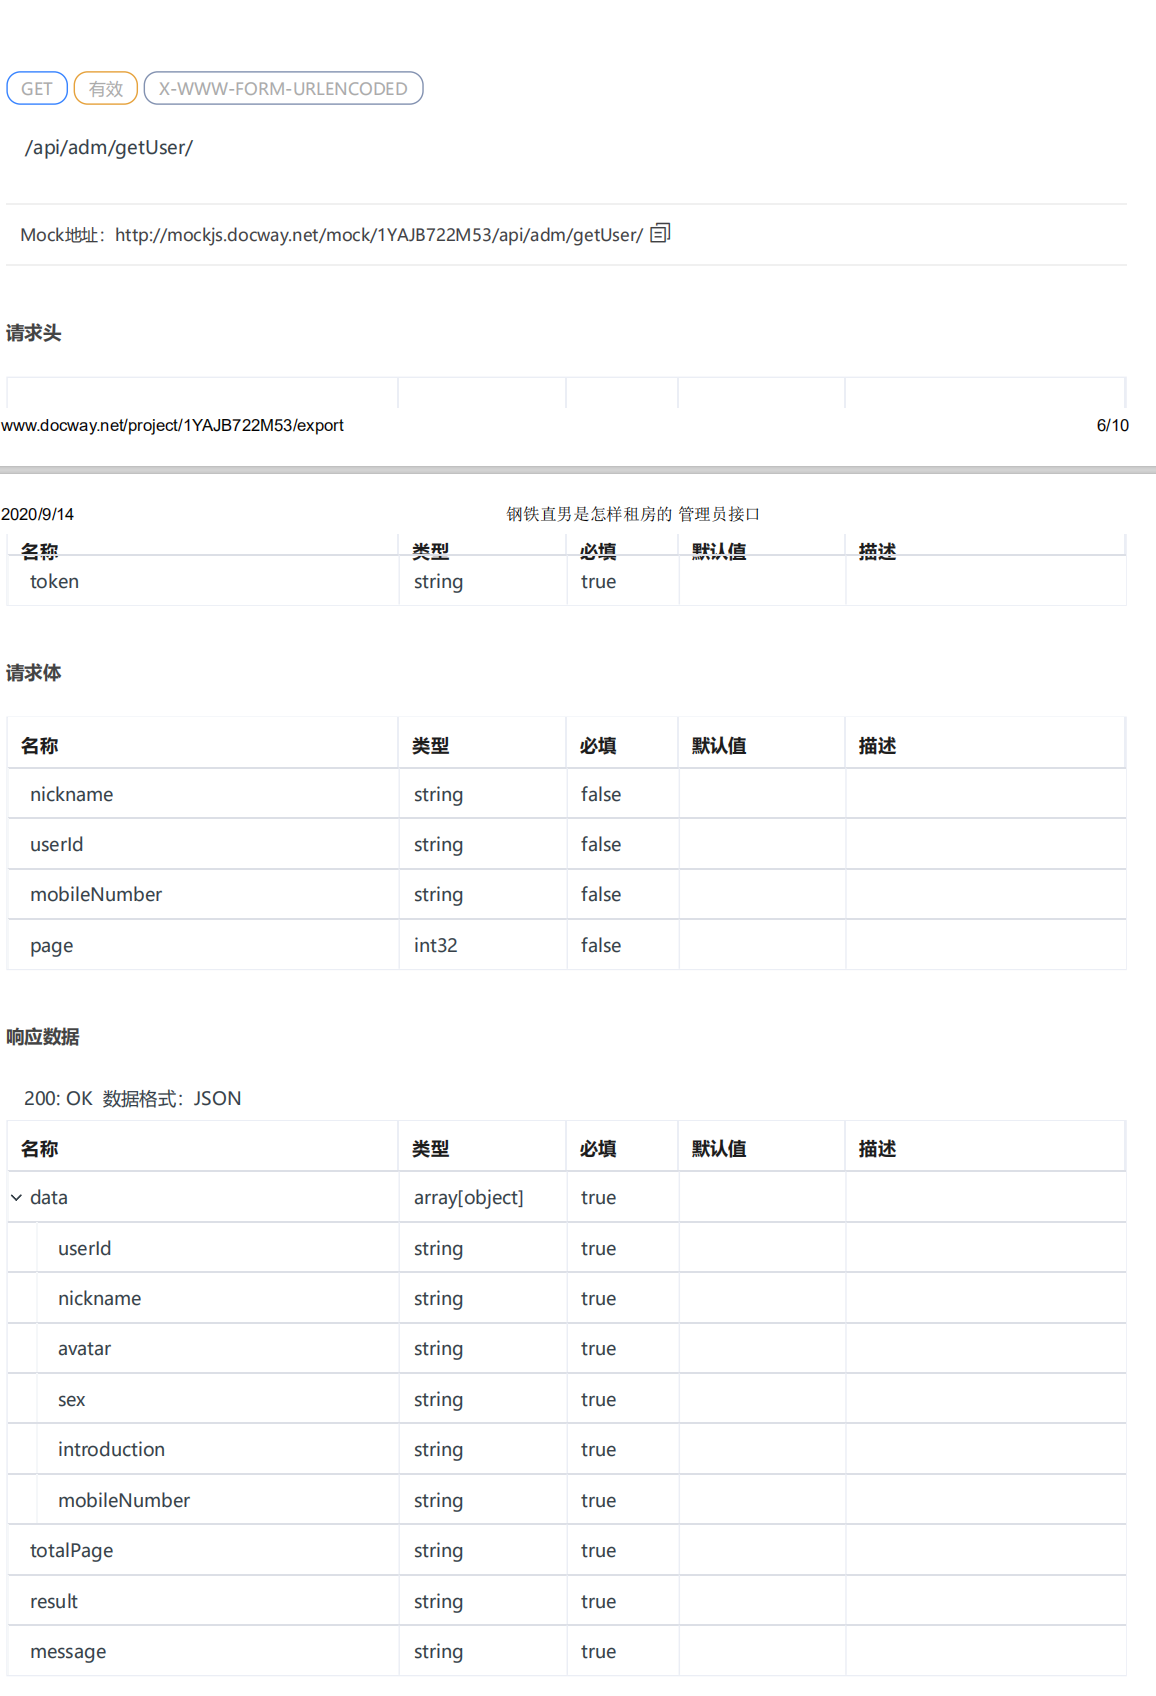 GET 有效 X-WWW-FORM-URLENCODED
/api/adm/getUser/
Mock地址：http://mockjs.docway.net/mock/1YAJB722M53/api/adm/getUser/
请求头
www.docway.net/project/1YAJB722M53/export 6/10
2020/9/14 钢铁直男是怎样租房的 管理员接口
名称 类型 必填 默认值 描述
token string true
请求体
名称 类型 必填 默认值 描述
nickname string false
userId string false
mobileNumber string false
page int32 false
响应数据
200: OK 数据格式：JSON
名称 类型 必填 默认值 描述
data array[object] true
userId string true
nickname string true
avatar string true
sex string true
introduction string true
mobileNumber string true
totalPage string true
result string true
message string true